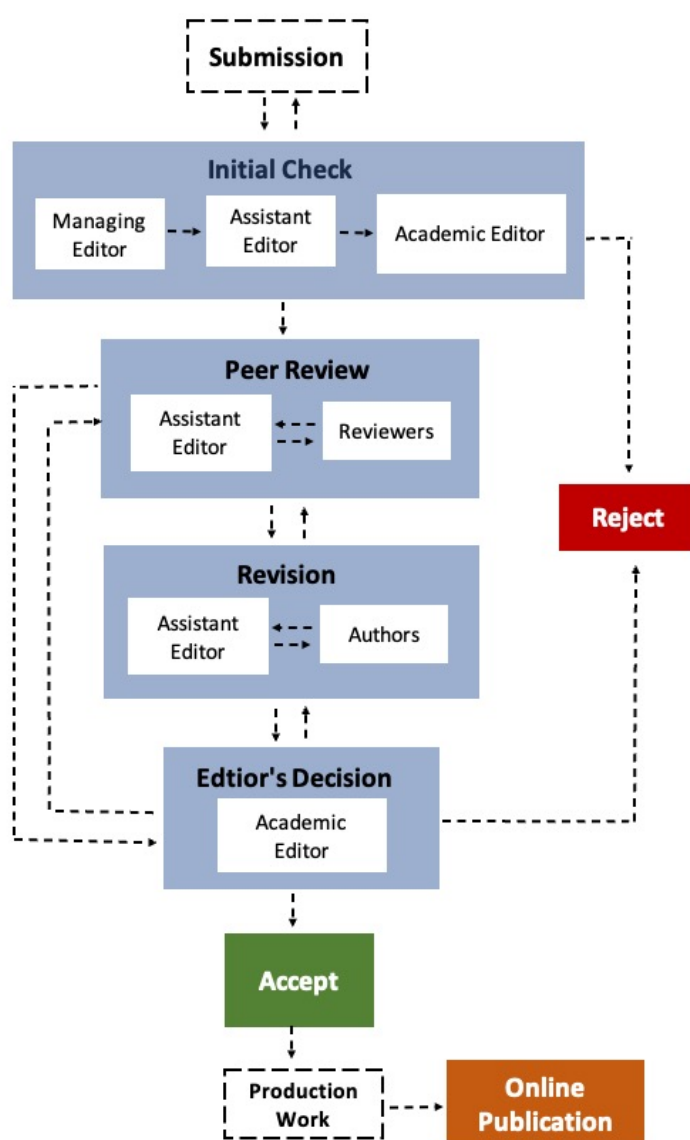 Submission
Initial Check
Managing
Editor
Assistant
Editor
Academic Editor
Peer Review
Assistant
Editor
Reviewers
Reject
Revision
Assistant
Editor
Authors
Edtior's Decision
Academic
Editor
Accept
Production
Work
Online
Publication